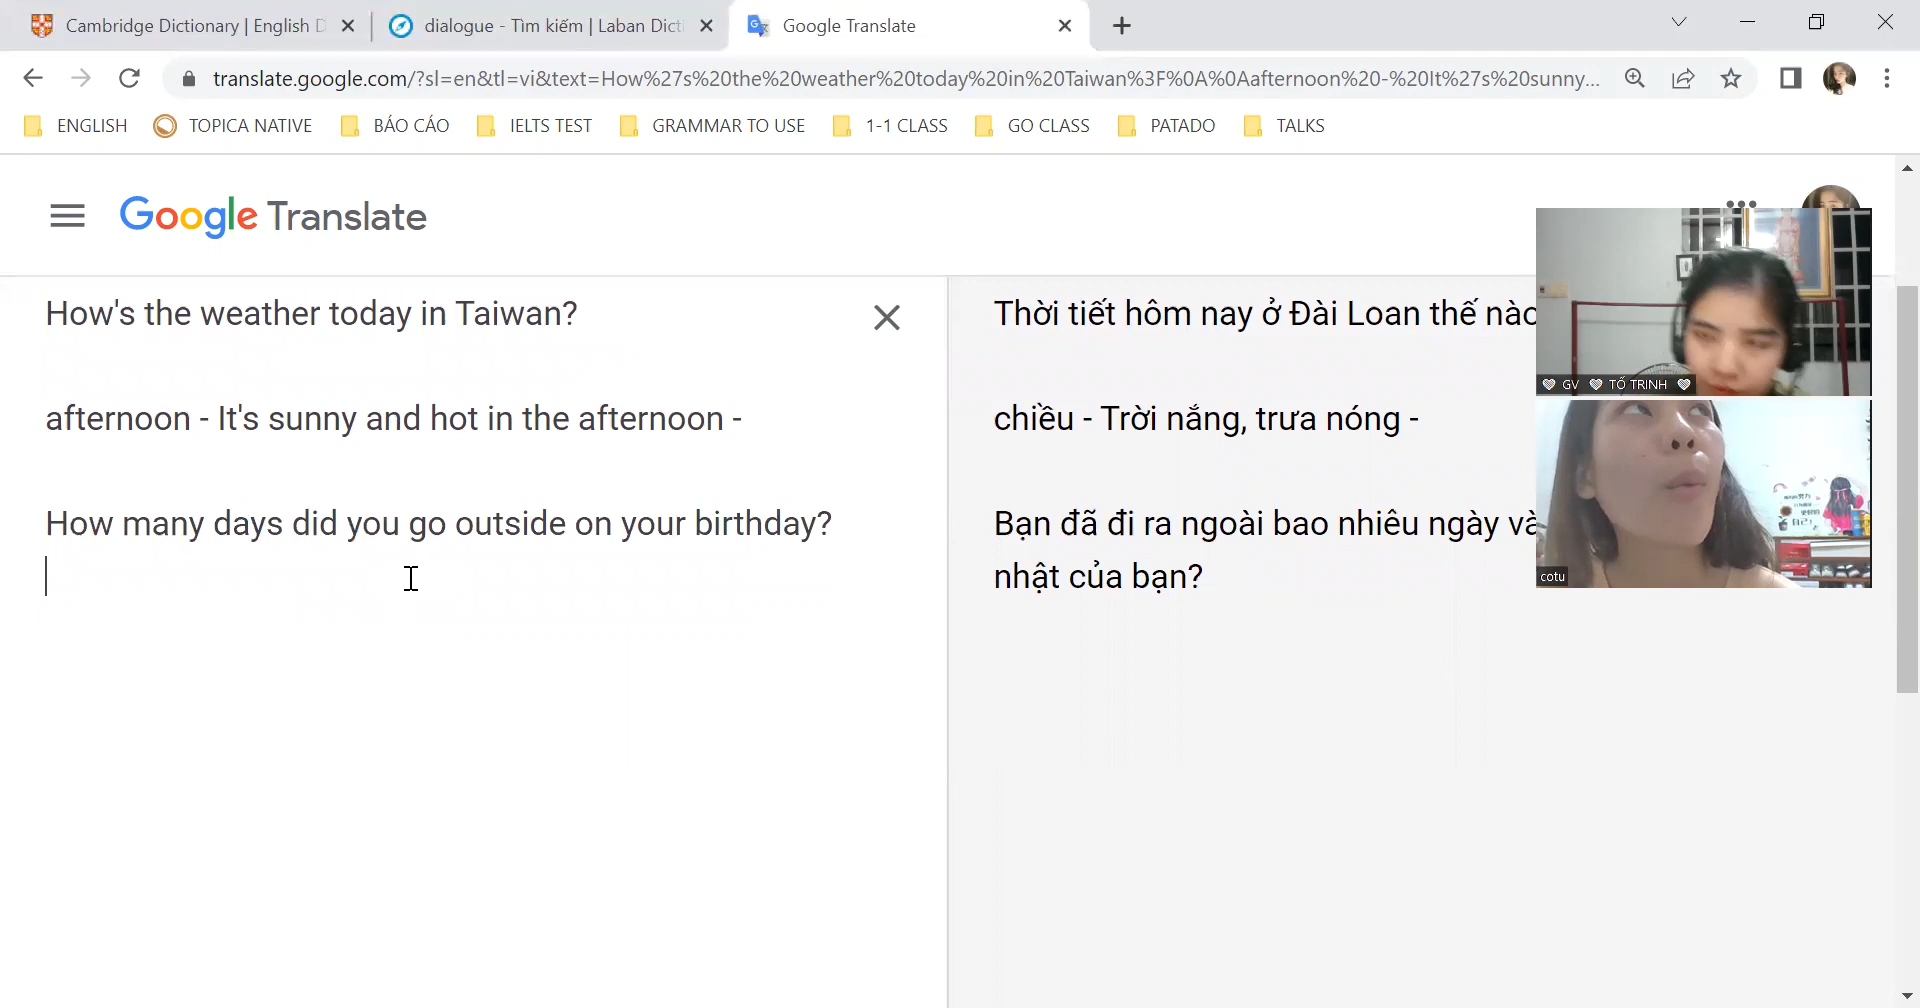 Cambridge Dictionary | English D
dialogue - Tìm kiếm | Laban Dicti
Google Translate
translate.google.com/?sl=en&tl=vi&text=How%27s%20the%20weather%20today%20in%20Taiwan%3F%0A%0Aafternoon%20-%20It%27s%20sunny...
ENGLISH
TOPICA NATIVE
BÁO CÁO
IELTS TEST
GRAMMAR TO USE
1-1 CLASS
GO CLASS
PATADO
TALKS
Google Translate
How's the weather today in Taiwan?
afternoon - It's sunny and hot in the afternoon -
How many days did you go outside on your birthday?
Thời tiết hôm nay ở Đài Loan thế nào
chiều - Trời nắng, trưa nóng -
Bạn đã đi ra ngoài bao nhiêu ngày và
nhật của bạn?
GV TỐ TRINH
cotu